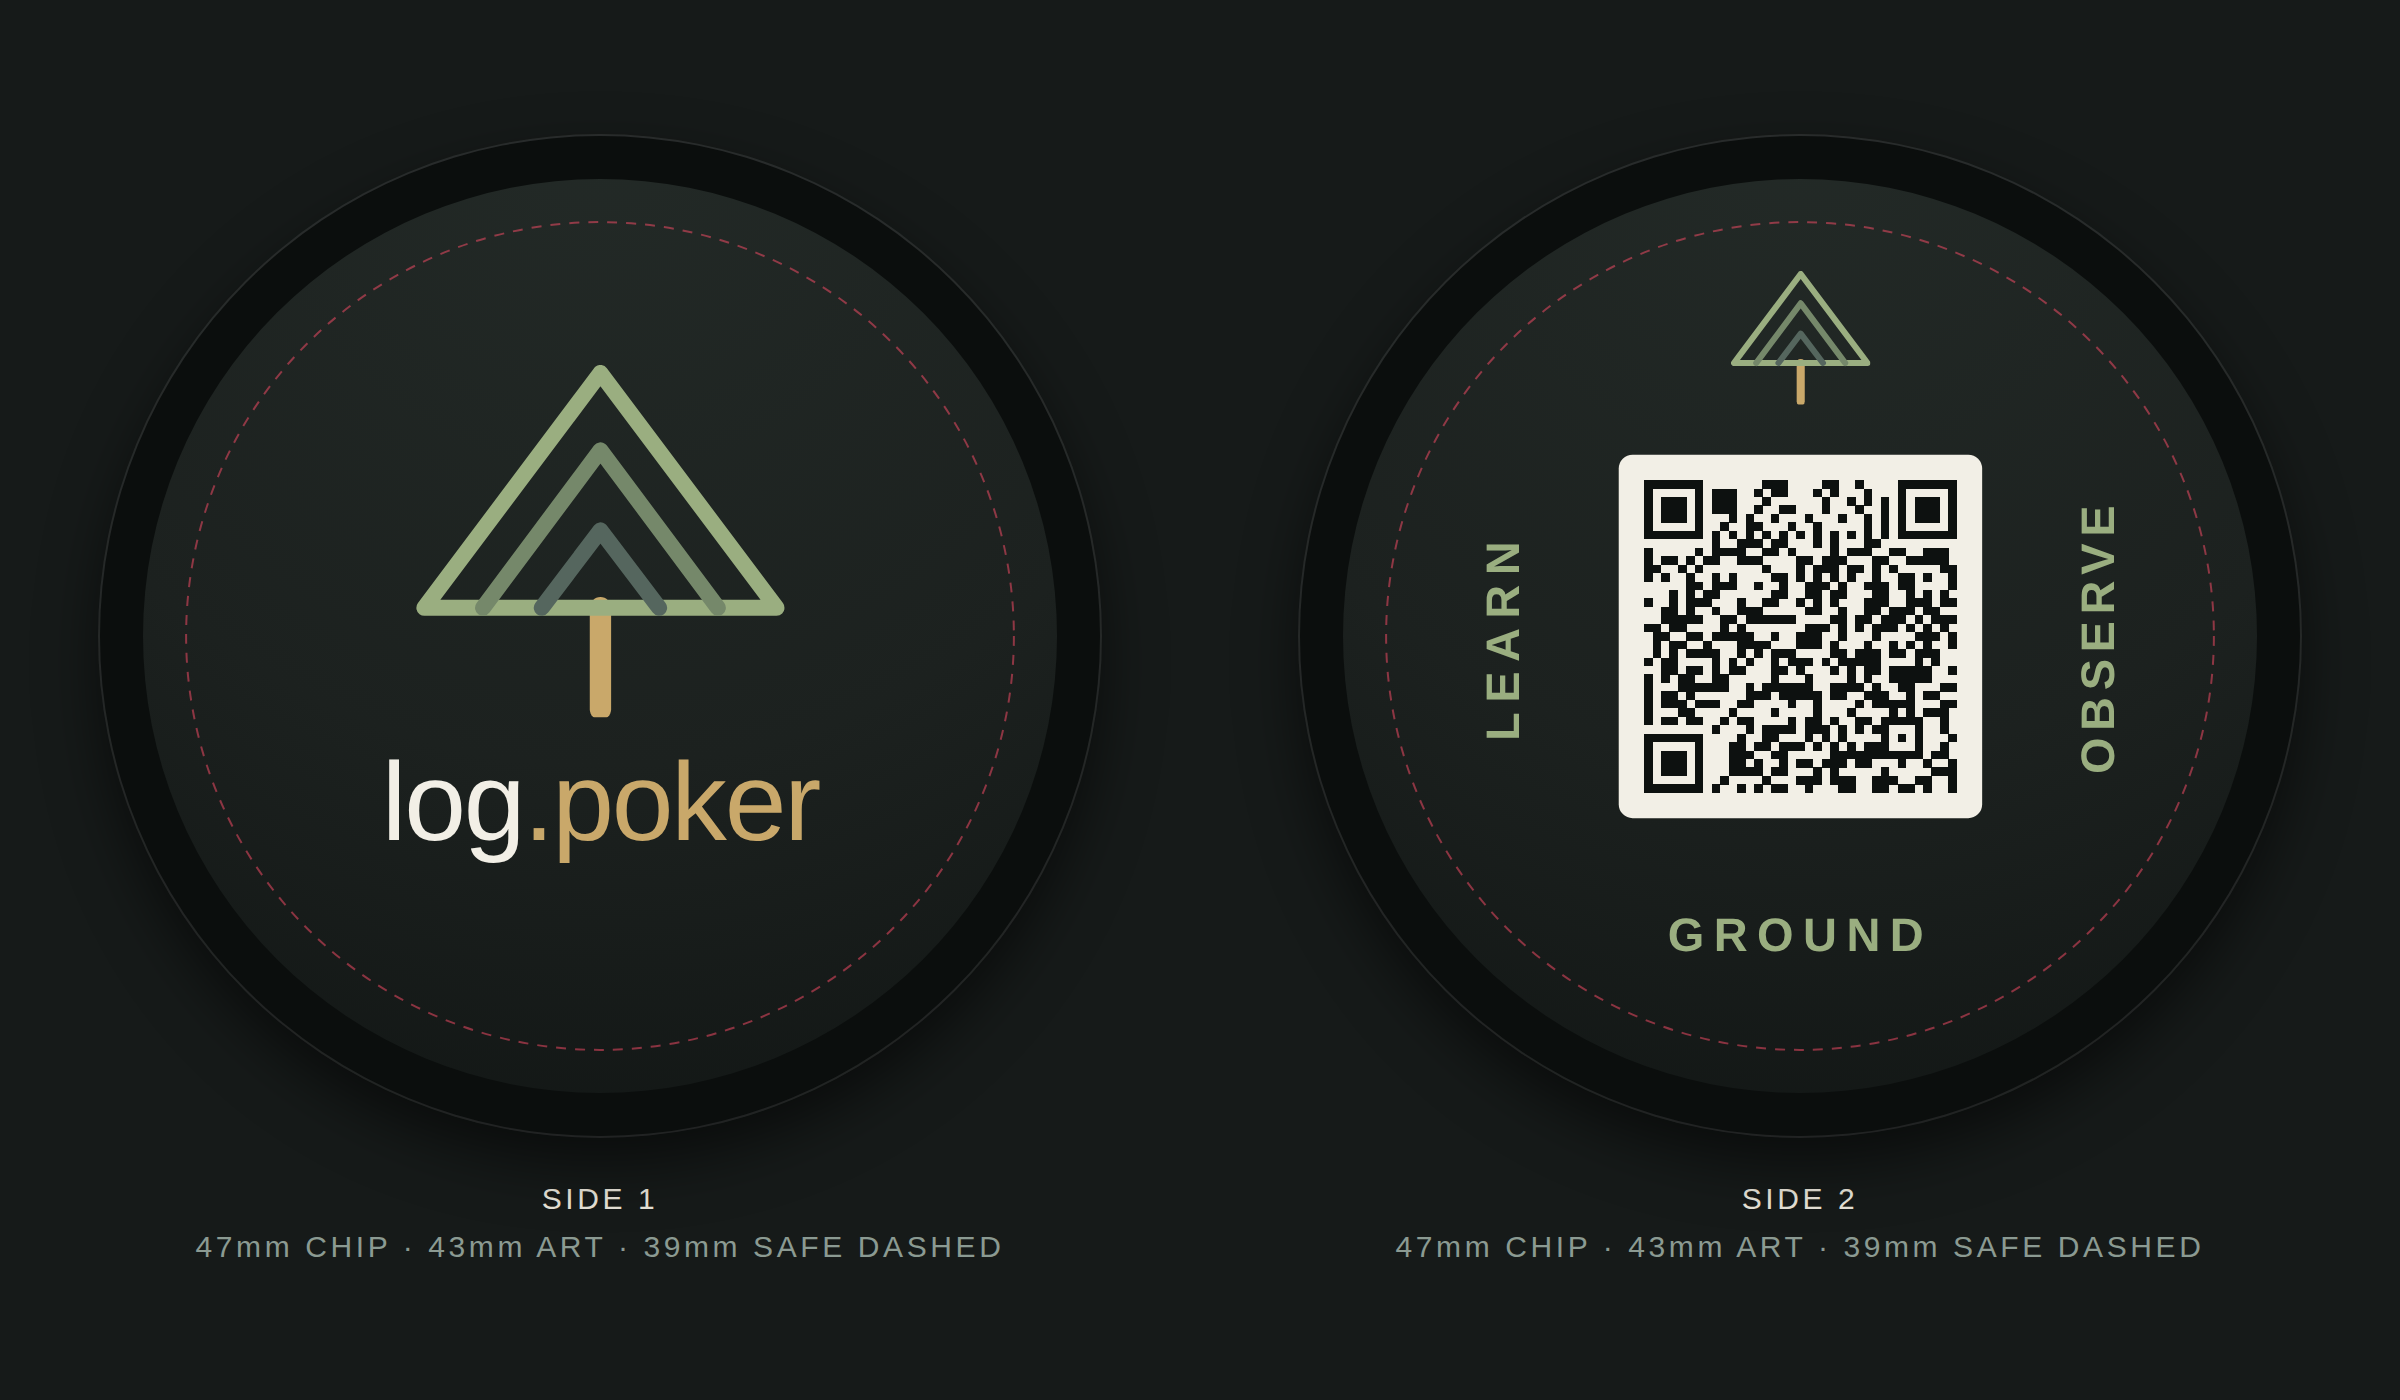 log.poker
LEARN
OBSERVE
GROUND
SIDE 1
47mm CHIP · 43mm ART · 39mm SAFE DASHED
SIDE 2
47mm CHIP · 43mm ART · 39mm SAFE DASHED